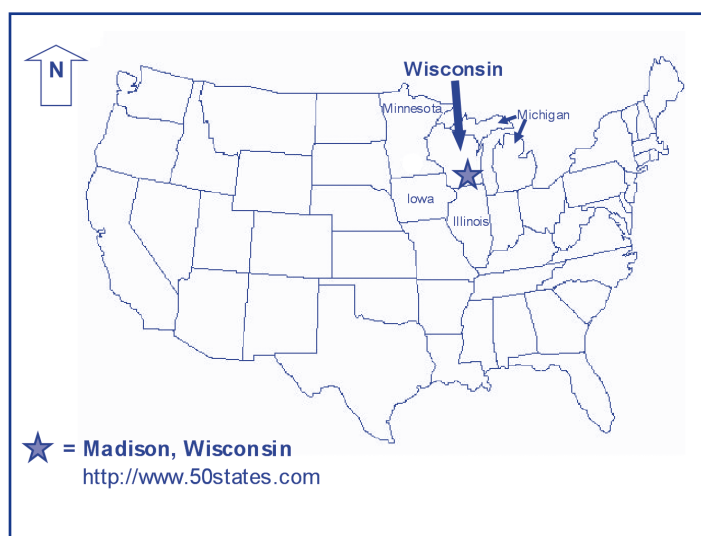 N
Wisconsin
Minnesota
Michigan
Iowa
Illinois
= Madison, Wisconsin
http://www.50states.com